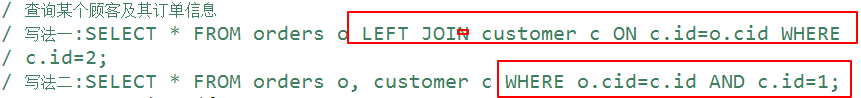 / 查询某个顾客及其订单信息
/ 写法一:SELECT * FROM orders o LEFT JOIN customer c ON c.id=o.cid WHERE
/ c.id=2;
/ 写法二:SELECT * FROM orders o, customer c WHERE o.cid=c.id AND c.id=1;